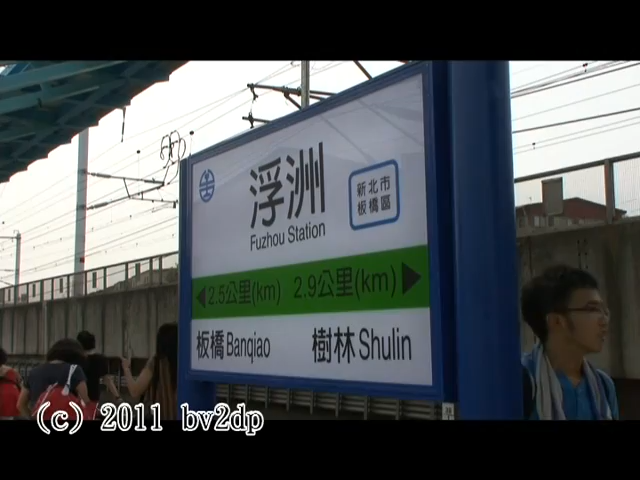 浮洲
Fuzhou Station
新北市
板橋區
2.5公里(km) 2.9公里(km)
板橋 Banqiao 樹林 Shulin
(c) 2011 bv2dp